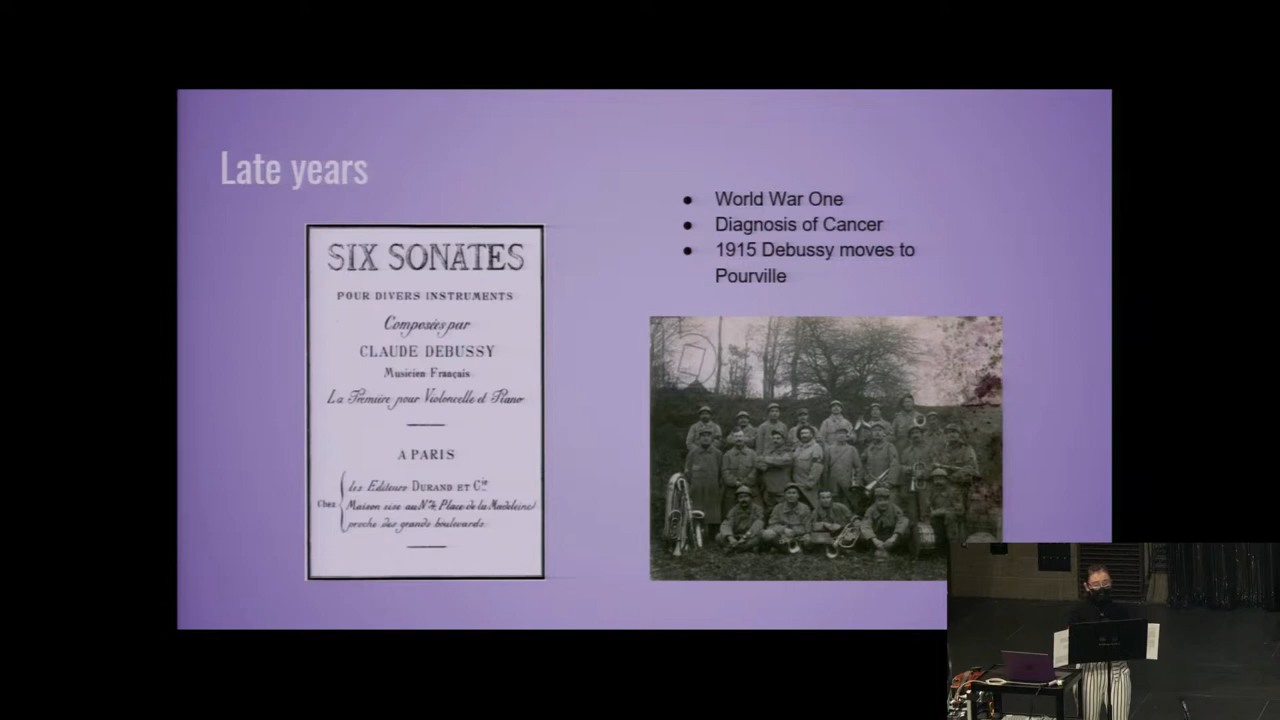 Late years
SIX SONATES
POUR DIVERS INSTRUMENTS
Composées par
CLAUDE DEBUSSY
Musicien Français
La Première pour Violoncelle et Piano
A PARIS
Chez
les Editeurs DURAND ET Cie
Maison sise au No 4, Place de la Madeleine
proche des grands boulevards.
● World War One
● Diagnosis of Cancer
● 1915 Debussy moves to
Pourville